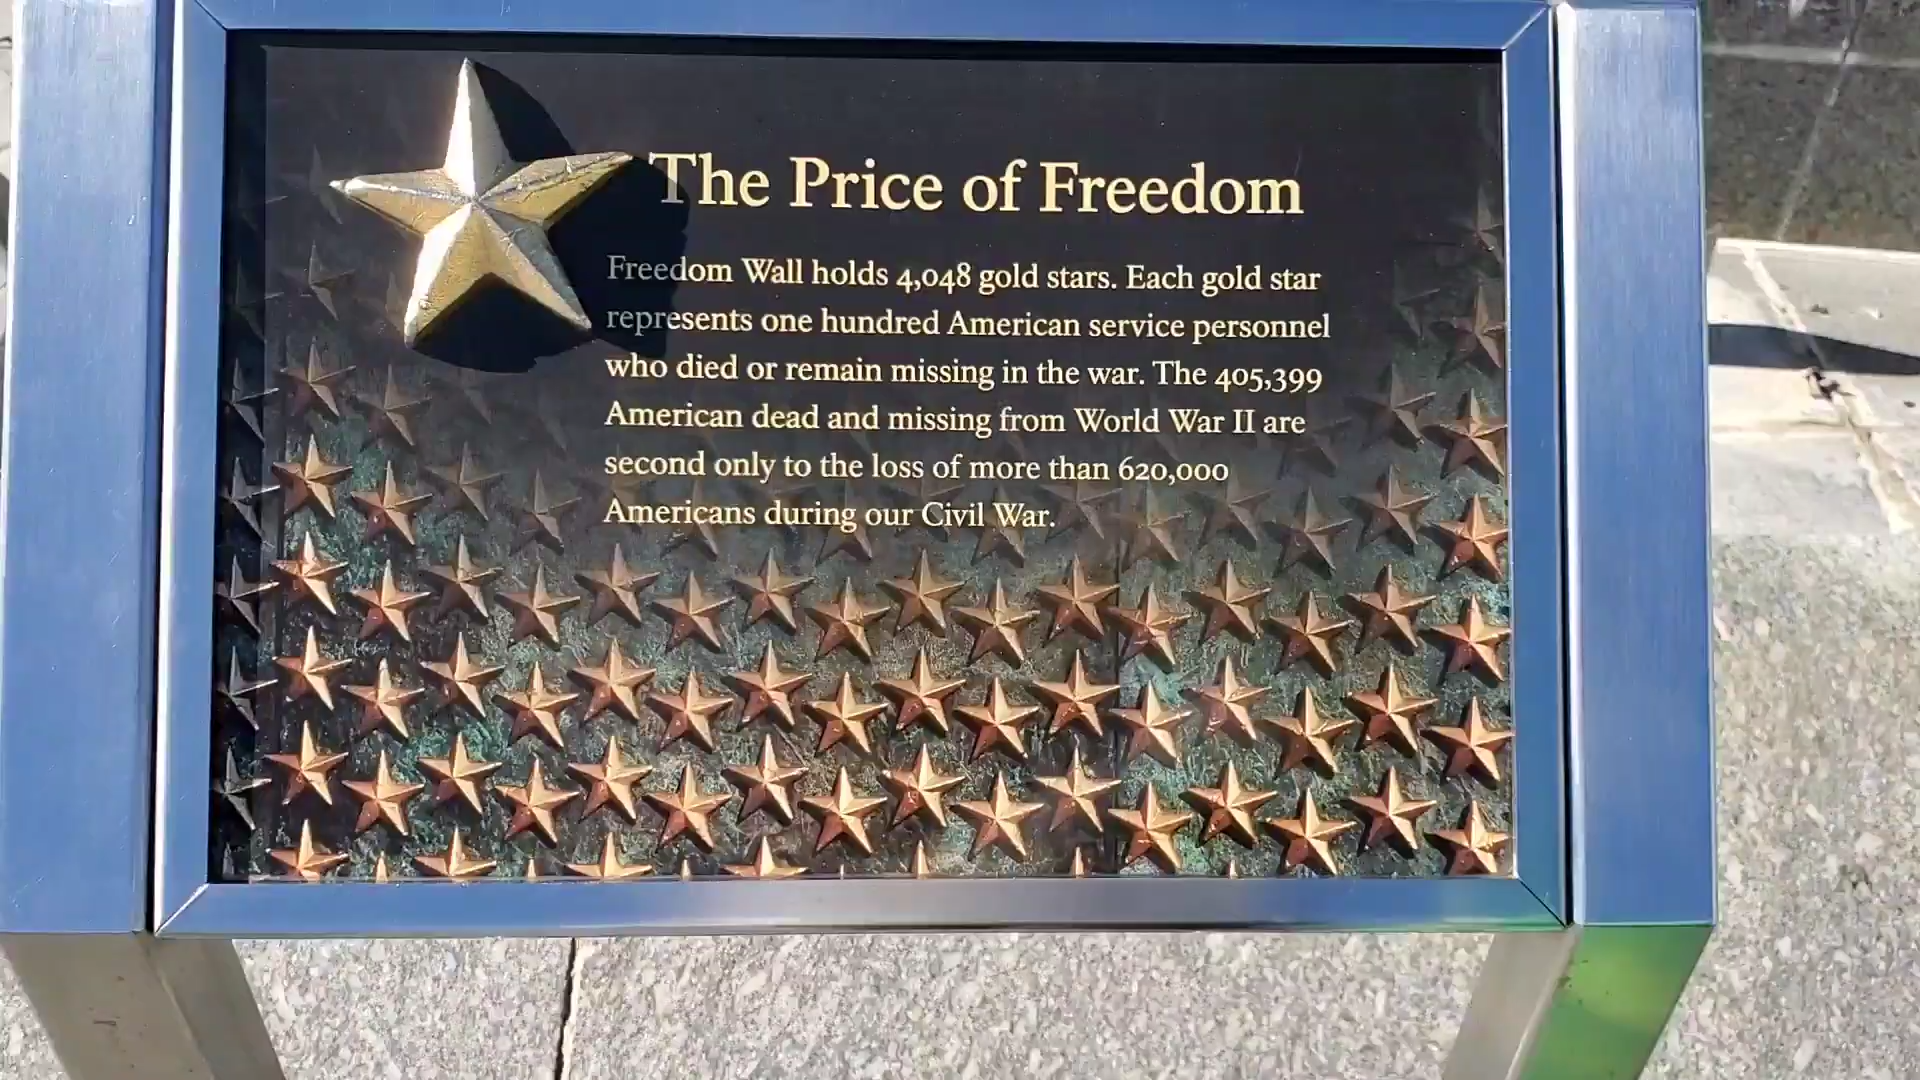 The Price of Freedom
Freedom Wall holds 4,048 gold stars. Each gold star
represents one hundred American service personnel
who died or remain missing in the war. The 405,399
American dead and missing from World War II are
second only to the loss of more than 620,000
Americans during our Civil War.